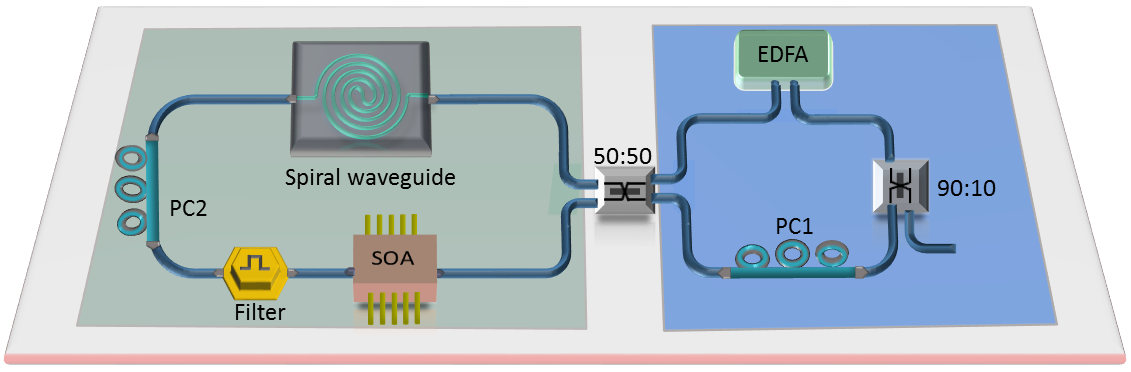 EDFA
50:50
Spiral waveguide
90:10
PC2
PC1
SOA
Filter